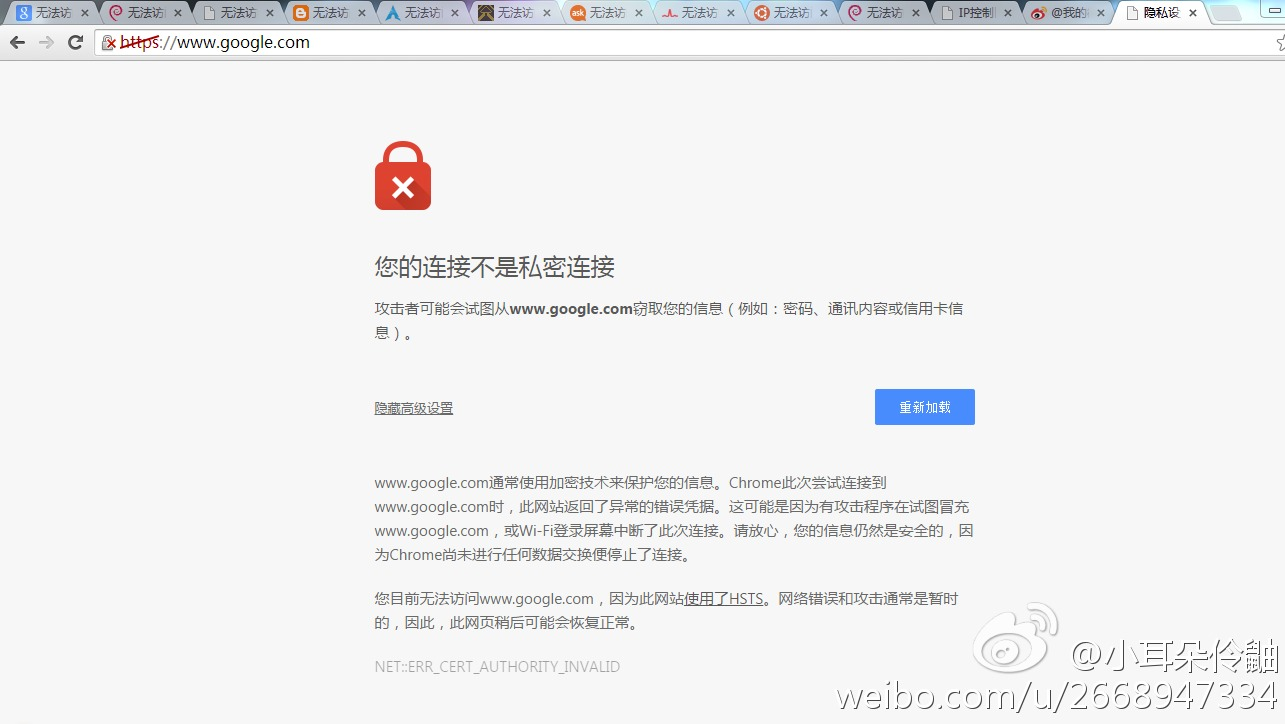 无法访 无法访 无法访 无法访 无法访 无法访 无法访 无法访 无法访 无法访 IP控制 @我的 隐私设
https://www.google.com
您的连接不是私密连接
攻击者可能会试图从www.google.com窃取您的信息（例如：密码、通讯内容或信用卡信
息）。
隐藏高级设置
重新加载
www.google.com通常使用加密技术来保护您的信息。Chrome此次尝试连接到
www.google.com时，此网站返回了异常的错误凭据。这可能是因为有攻击程序在试图冒充
www.google.com，或Wi-Fi登录屏幕中断了此次连接。请放心，您的信息仍然是安全的，因
为Chrome尚未进行任何数据交换便停止了连接。
您目前无法访问www.google.com，因为此网站使用了HSTS。网络错误和攻击通常是暂时
的，因此，此网页稍后可能会恢复正常。
NET::ERR_CERT_AUTHORITY_INVALID
@小耳朵伶鼬
weibo.com/u/2668947334